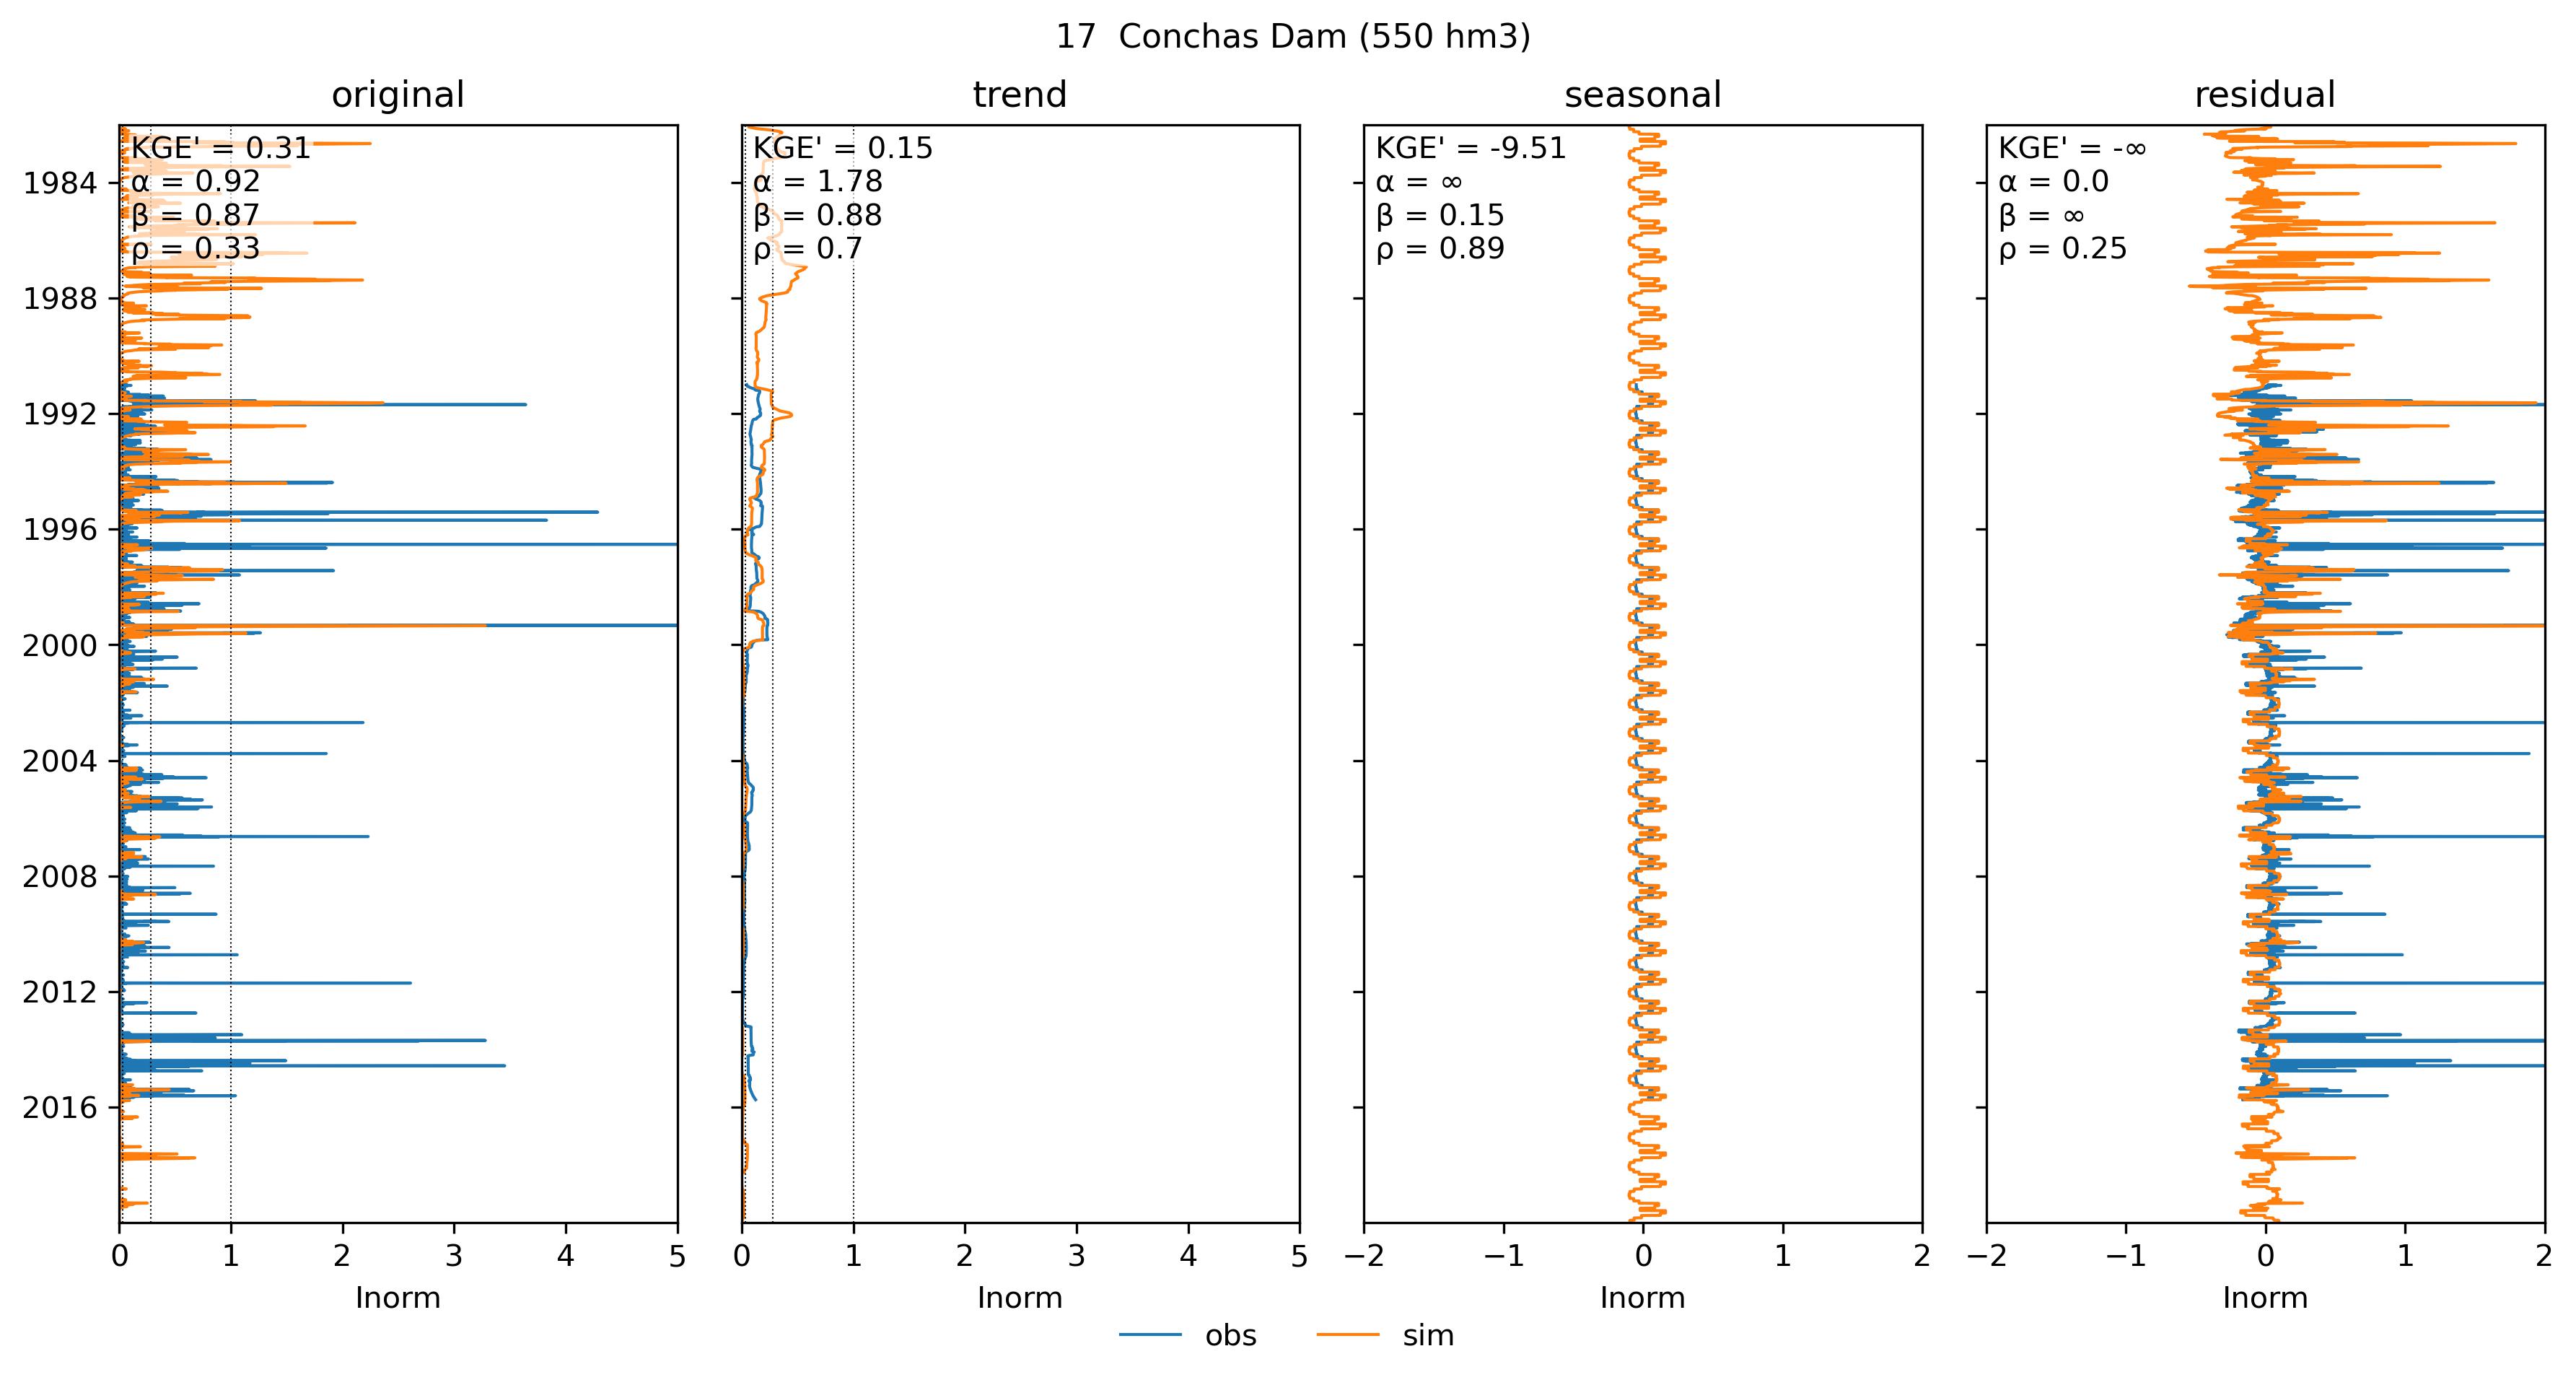 17  Conchas Dam (550 hm3)
original
trend
seasonal
residual
KGE' = 0.31
α = 0.92
β = 0.87
ρ = 0.33
KGE' = 0.15
α = 1.78
β = 0.88
ρ = 0.7
KGE' = -9.51
α = ∞
β = 0.15
ρ = 0.89
KGE' = -∞
α = 0.0
β = ∞
ρ = 0.25
1984
1988
1992
1996
2000
2004
2008
2012
2016
0 1 2 3 4 5
0 1 2 3 4 5
−2 −1 0 1 2
−2 −1 0 1 2
Inorm
Inorm
Inorm
Inorm
obs
sim